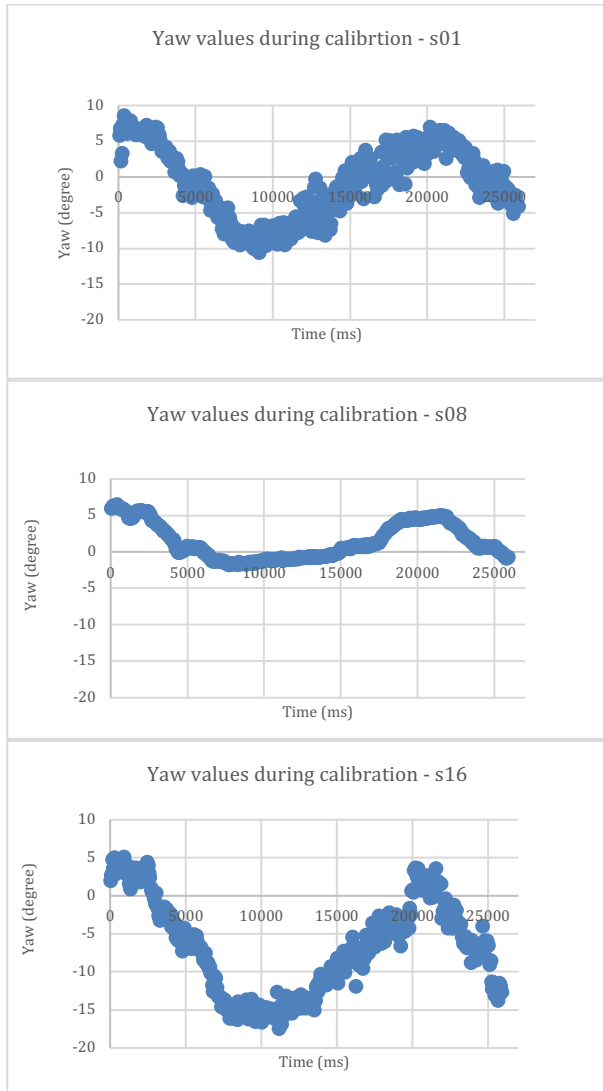 Yaw values during calibrtion - s01
10
5
0
0 5000 10000 15000 20000 25000
-5
-10
-15
-20
Yaw (degree)
Time (ms)
Yaw values during calibration - s08
10
5
0
0 5000 10000 15000 20000 25000
-5
-10
-15
-20
Yaw (degree)
Time (ms)
Yaw values during calibration - s16
10
5
0
0 5000 10000 15000 20000 25000
-5
-10
-15
-20
Yaw (degree)
Time (ms)